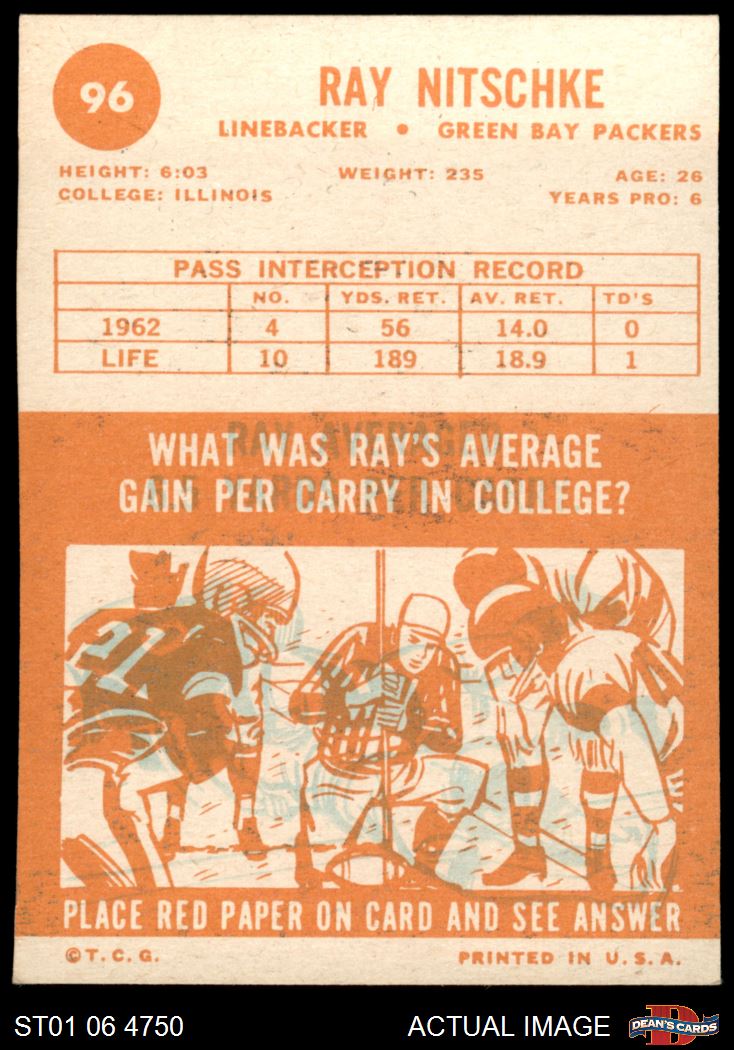 96
RAY NITSCHKE
LINEBACKER • GREEN BAY PACKERS
HEIGHT: 6:03 WEIGHT: 235 AGE: 26
COLLEGE: ILLINOIS YEARS PRO: 6
PASS INTERCEPTION RECORD
NO. YDS. RET. AV. RET. TD'S
1962 4 56 14.0 0
LIFE 10 189 18.9 1
RAY AVERAGED
WHAT WAS RAY'S AVERAGE
GAIN PER CARRY IN COLLEGE?
21
PLACE RED PAPER ON CARD AND SEE ANSWER
©T.C.G. PRINTED IN U.S.A.
ST01 06 4750 ACTUAL IMAGE DEAN'S CARDS